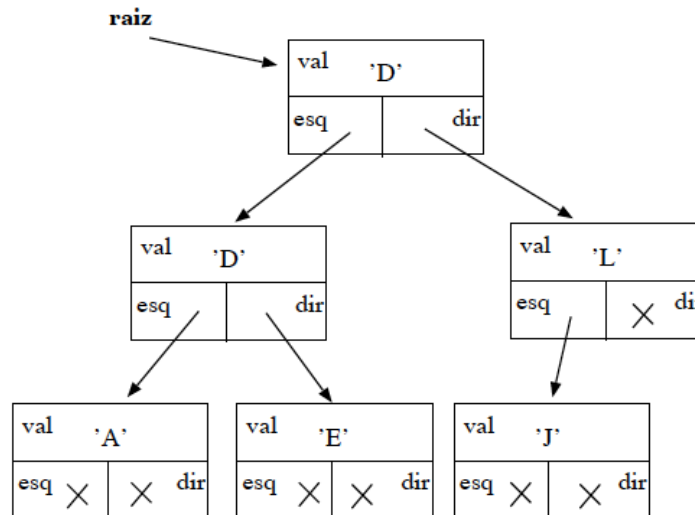 raiz
val 'D'
esq dir
val 'D'
esq dir
val 'L'
esq di
val 'A'
esq dir
val 'E'
esq dir
val 'J'
esq dir